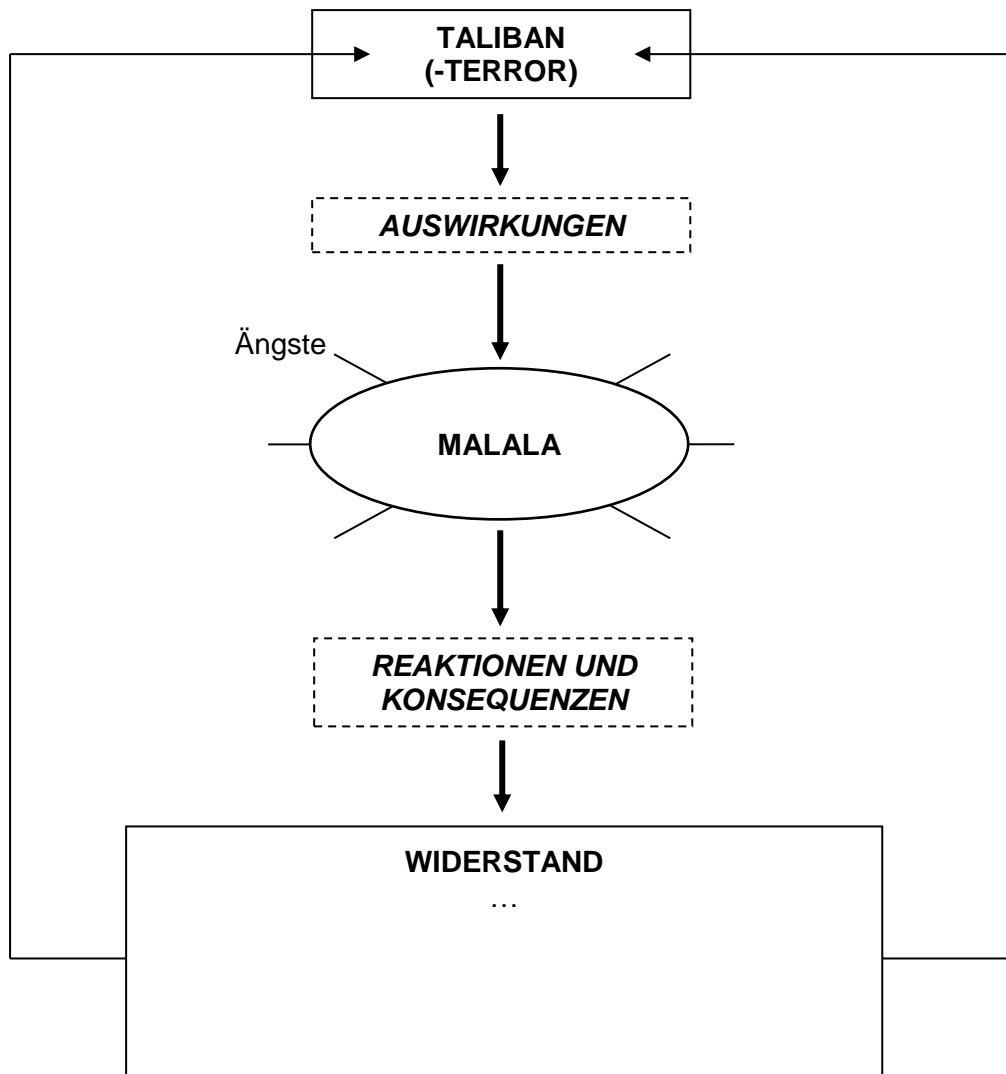 TALIBAN
(-TERROR)
AUSWIRKUNGEN
Ängste
MALALA
REAKTIONEN UND
KONSEQUENZEN
WIDERSTAND
…